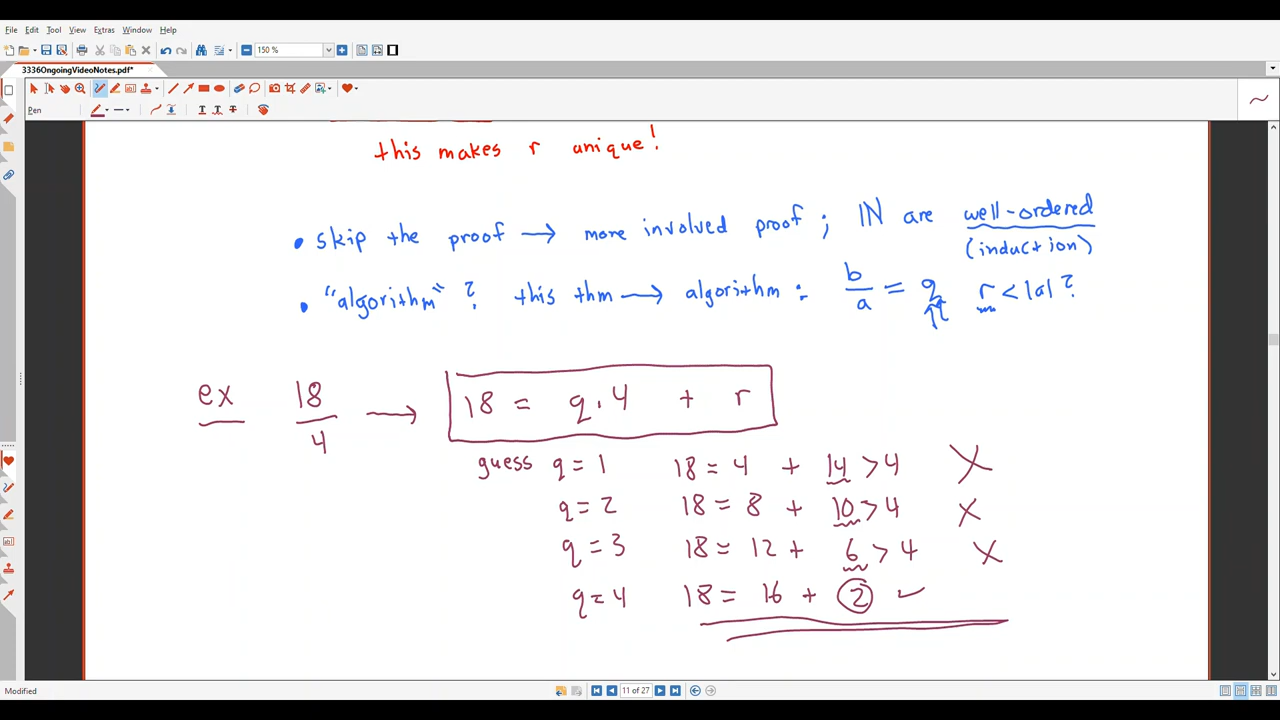 File Edit View Tool Extras Window Help
150 %
3336OngoingVideoNotes.pdf*
Pen
this makes r unique!
• skip the proof → more involved proof ; ℕ are well-ordered
(induction)
• "algorithm" ? this thm → algorithm : b/a = q r < |a| ?
ex 18/4 → 18 = q · 4 + r
guess q = 1 18 = 4 + 14 > 4 X
q = 2 18 = 8 + 10 > 4 X
q = 3 18 = 12 + 6 > 4 X
q = 4 18 = 16 + 2 ✓
Modified 11 of 27